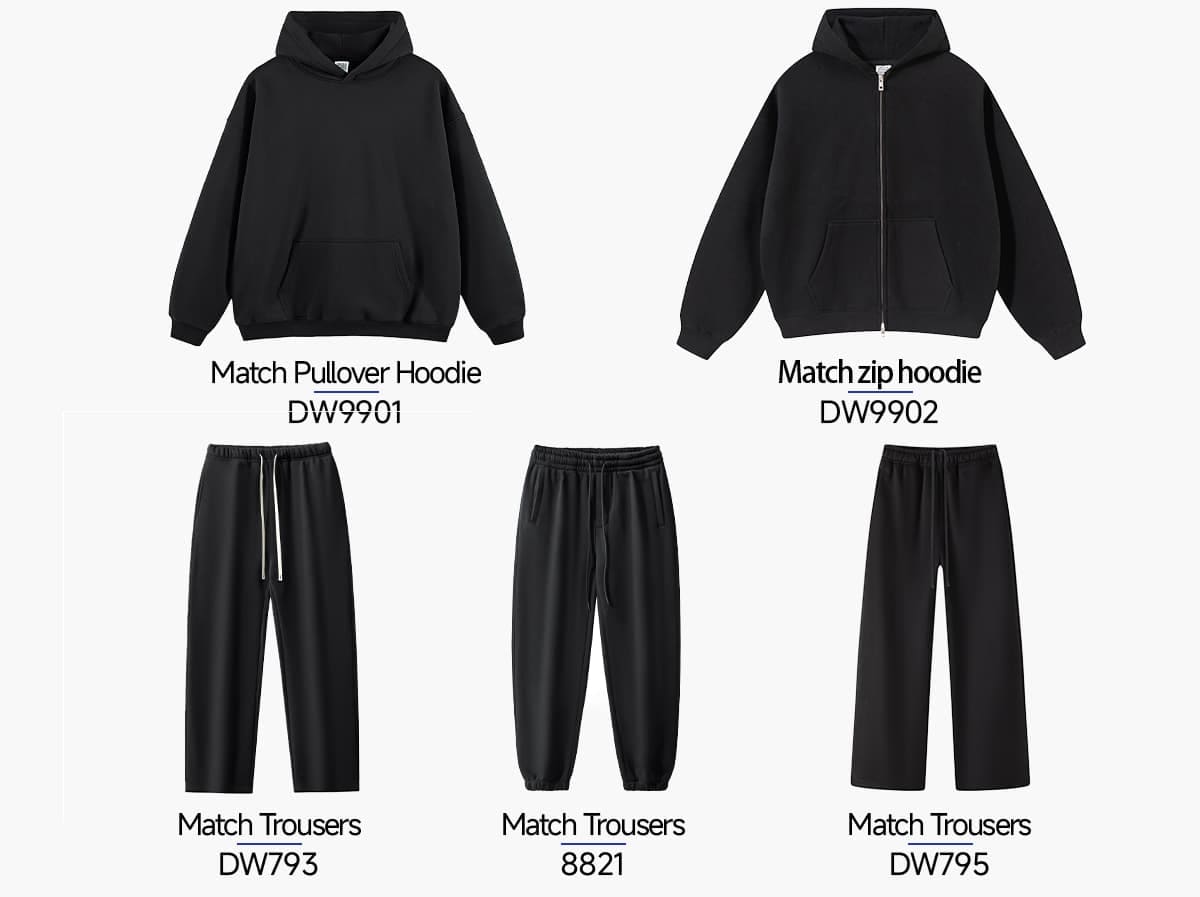 Match Pullover Hoodie
DW9901
Match zip hoodie
DW9902
Match Trousers
DW793
Match Trousers
8821
Match Trousers
DW795